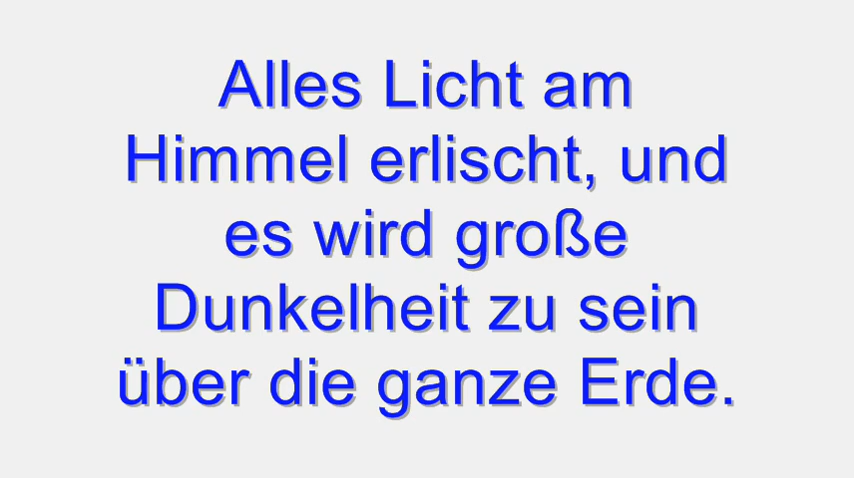 Alles Licht am
Himmel erlischt, und
es wird große
Dunkelheit zu sein
über die ganze Erde.